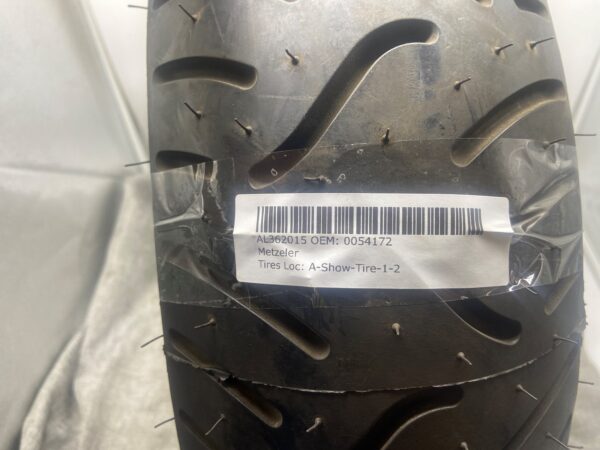 AL362015 OEM: 0054172
Metzeler
Tires Loc: A-Show-Tire-1-2